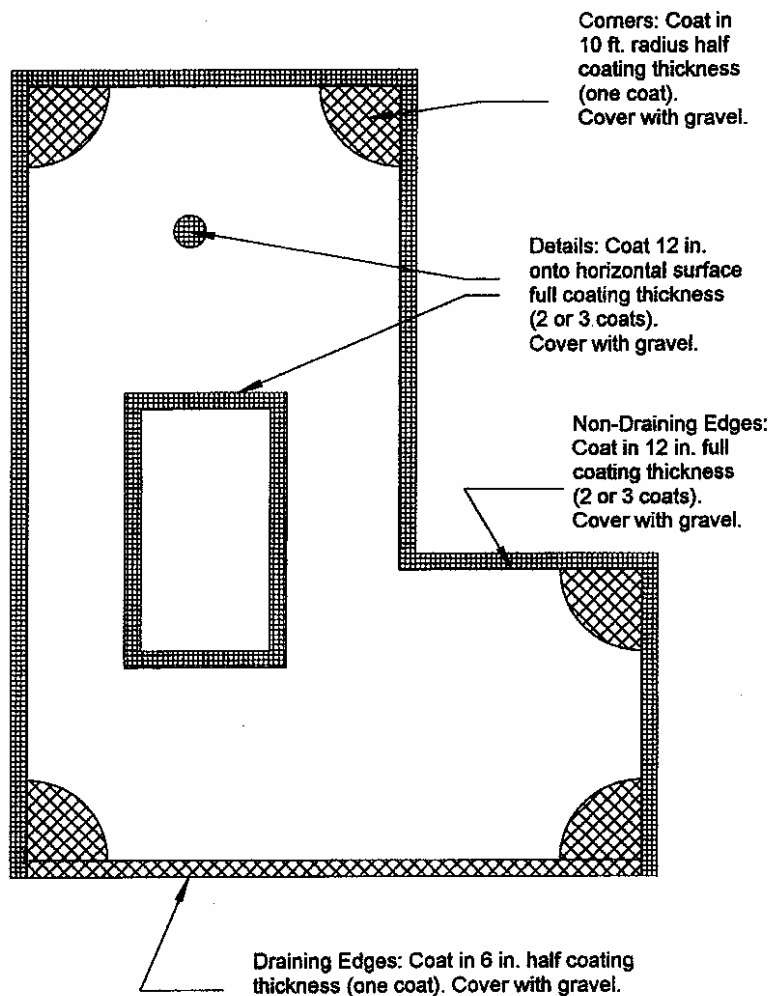 Corners: Coat in
10 ft. radius half
coating thickness
(one coat).
Cover with gravel.
Details: Coat 12 in.
onto horizontal surface
full coating thickness
(2 or 3 coats).
Cover with gravel.
Non-Draining Edges:
Coat in 12 in. full
coating thickness
(2 or 3 coats).
Cover with gravel.
Draining Edges: Coat in 6 in. half coating
thickness (one coat). Cover with gravel.